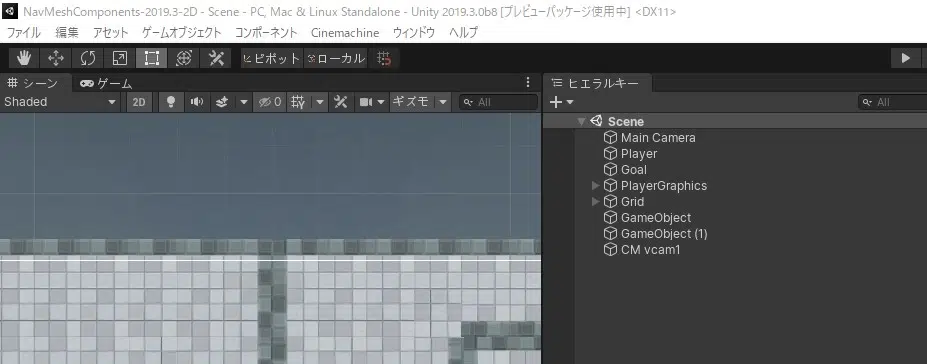 NavMeshComponents-2019.3-2D - Scene - PC, Mac & Linux Standalone - Unity 2019.3.0b8 [プレビューパッケージ使用中] <DX11>
ファイル 編集 アセット ゲームオブジェクト コンポーネント Cinemachine ウィンドウ ヘルプ
ピボット ローカル
シーン ゲーム
Shaded 2D 0 ギズモ All
ヒエラルキー
All
Scene
Main Camera
Player
Goal
PlayerGraphics
Grid
GameObject
GameObject (1)
CM vcam1